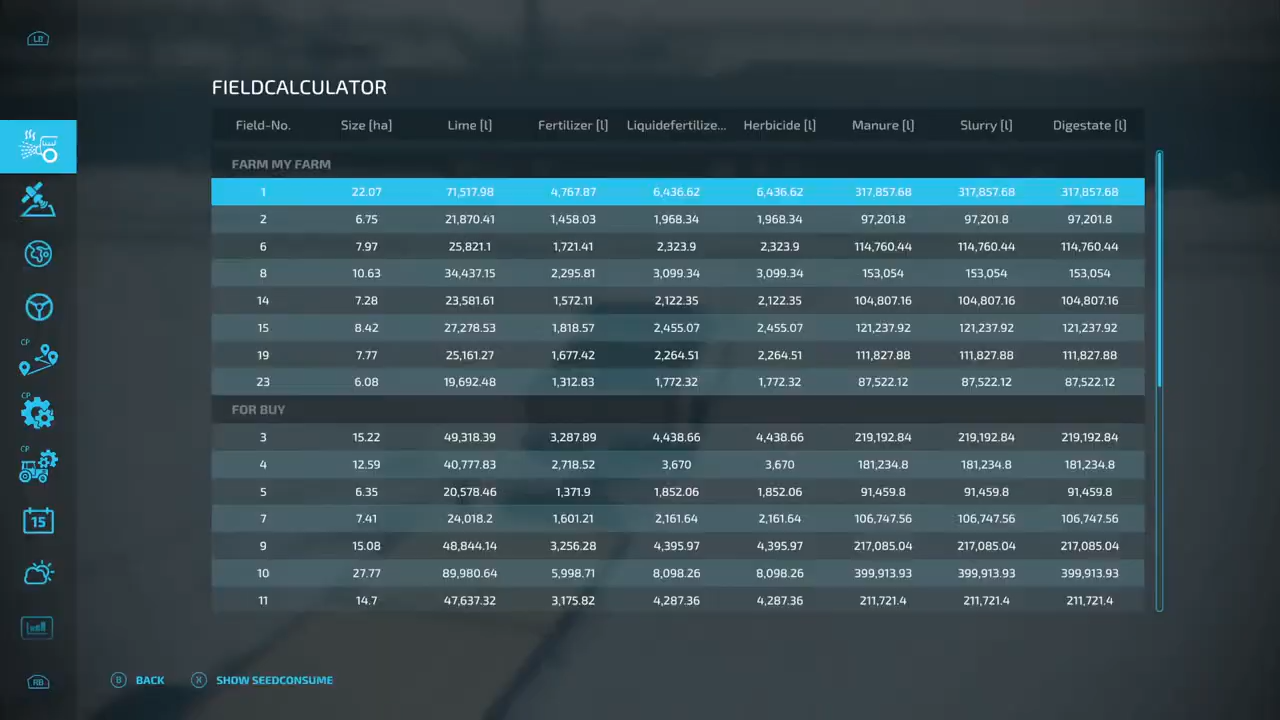 LB
FIELDCALCULATOR
Field-No. Size [ha] Lime [l] Fertilizer [l] Liquidefertilize... Herbicide [l] Manure [l] Slurry [l] Digestate [l]
FARM MY FARM
1 22.07 71,517.98 4,767.87 6,436.62 6,436.62 317,857.68 317,857.68 317,857.68
2 6.75 21,870.41 1,458.03 1,968.34 1,968.34 97,201.8 97,201.8 97,201.8
6 7.97 25,821.1 1,721.41 2,323.9 2,323.9 114,760.44 114,760.44 114,760.44
8 10.63 34,437.15 2,295.81 3,099.34 3,099.34 153,054 153,054 153,054
14 7.28 23,581.61 1,572.11 2,122.35 2,122.35 104,807.16 104,807.16 104,807.16
15 8.42 27,278.53 1,818.57 2,455.07 2,455.07 121,237.92 121,237.92 121,237.92
19 7.77 25,161.27 1,677.42 2,264.51 2,264.51 111,827.88 111,827.88 111,827.88
CP
23 6.08 19,692.48 1,312.83 1,772.32 1,772.32 87,522.12 87,522.12 87,522.12
CP
FOR BUY
3 15.22 49,318.39 3,287.89 4,438.66 4,438.66 219,192.84 219,192.84 219,192.84
CP
4 12.59 40,777.83 2,718.52 3,670 3,670 181,234.8 181,234.8 181,234.8
5 6.35 20,578.46 1,371.9 1,852.06 1,852.06 91,459.8 91,459.8 91,459.8
7 7.41 24,018.2 1,601.21 2,161.64 2,161.64 106,747.56 106,747.56 106,747.56
15
9 15.08 48,844.14 3,256.28 4,395.97 4,395.97 217,085.04 217,085.04 217,085.04
10 27.77 89,980.64 5,998.71 8,098.26 8,098.26 399,913.93 399,913.93 399,913.93
11 14.7 47,637.32 3,175.82 4,287.36 4,287.36 211,721.4 211,721.4 211,721.4
RB
B BACK X SHOW SEEDCONSUME